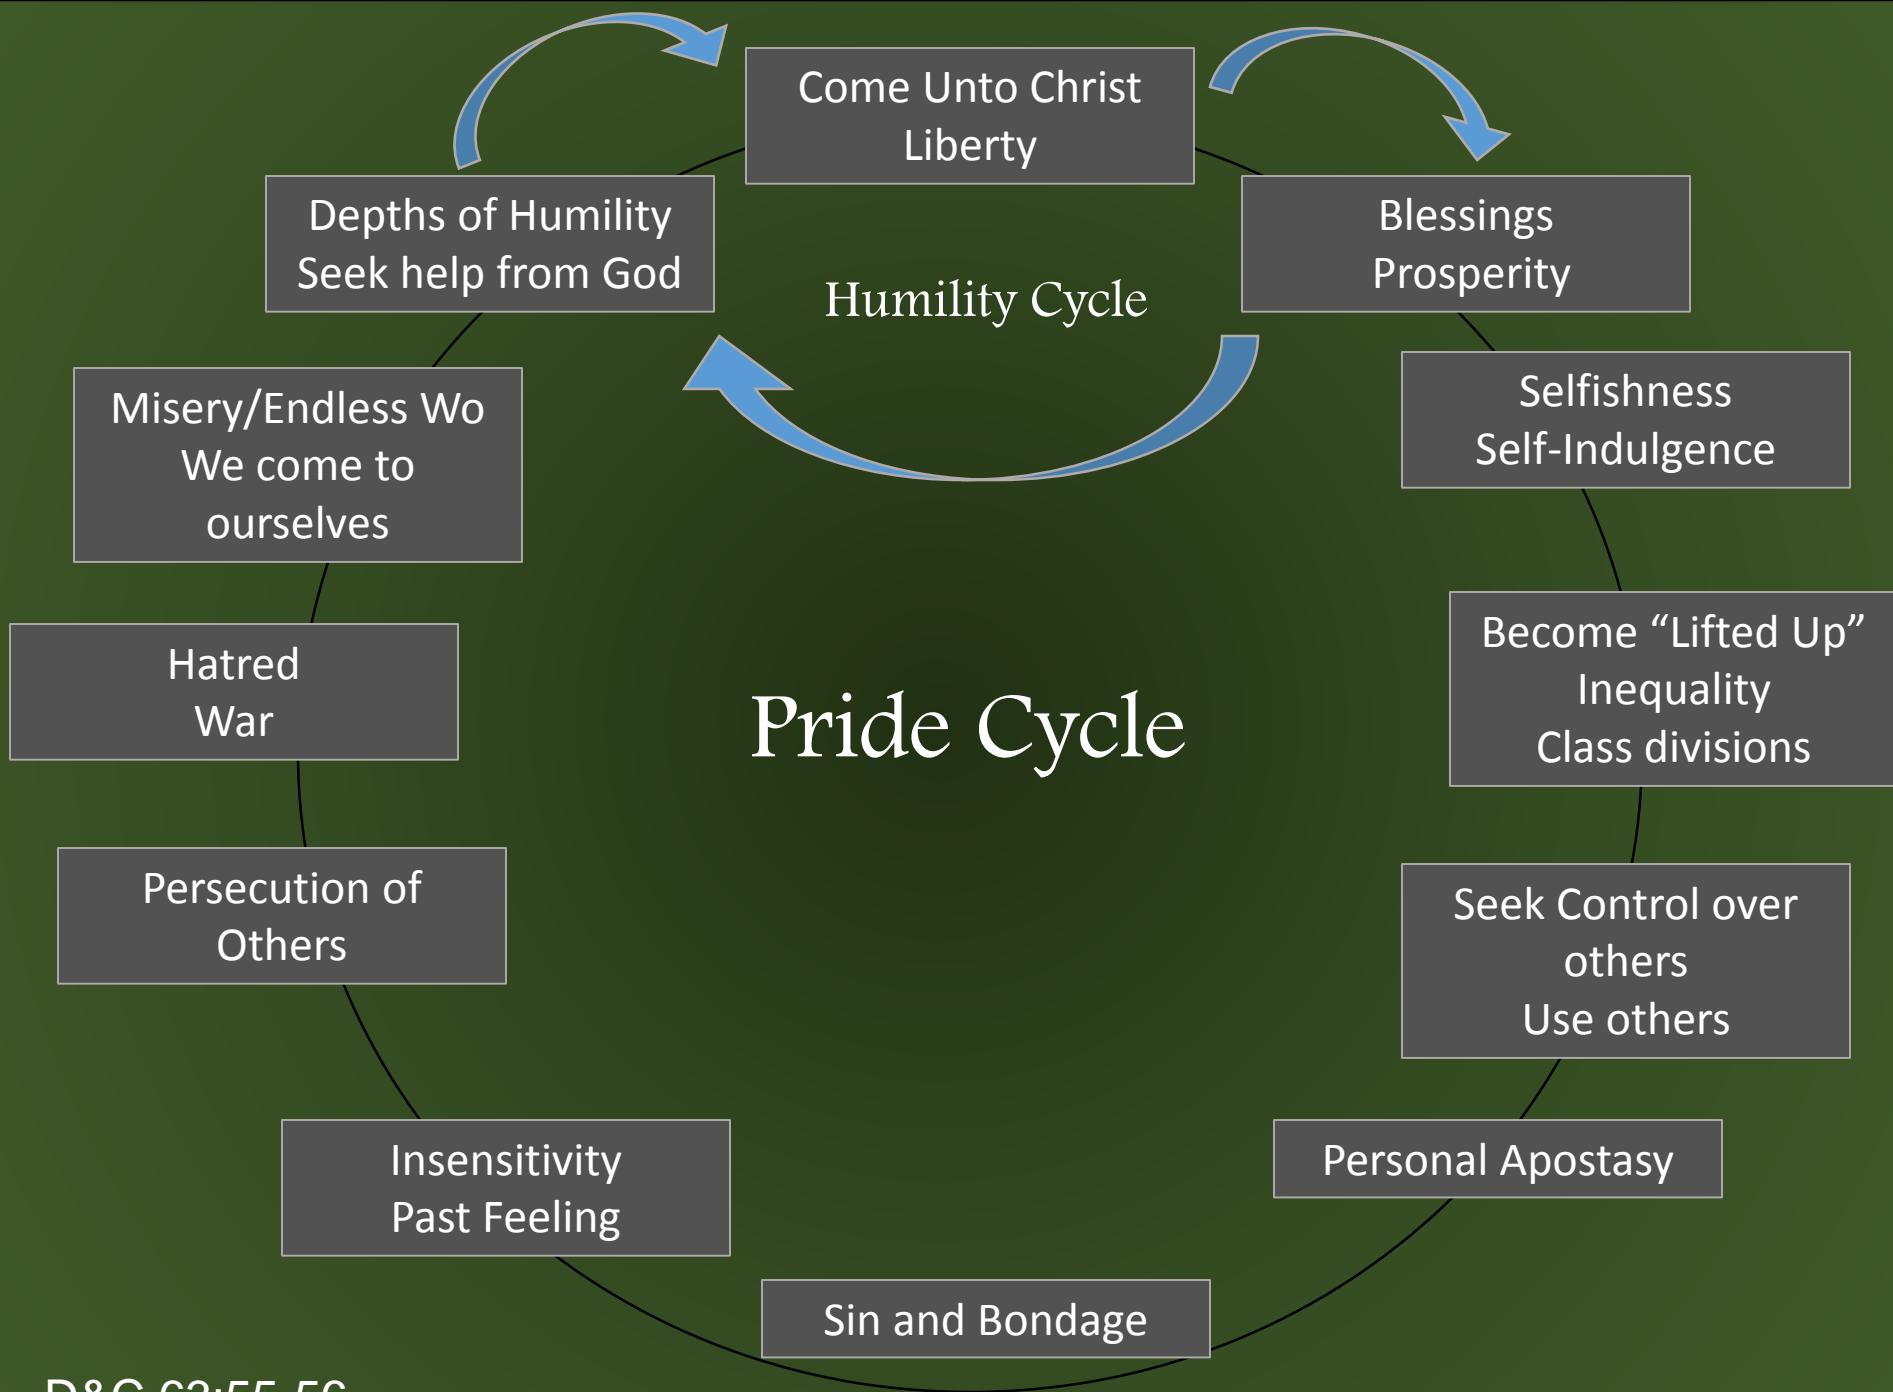 Come Unto Christ
Liberty
Blessings
Prosperity
Selfishness
Self-Indulgence
Become “Lifted Up”
Inequality
Class divisions
Seek Control over
others
Use others
Personal Apostasy
Sin and Bondage
Insensitivity
Past Feeling
Persecution of
Others
Hatred
War
Misery/Endless Wo
We come to
ourselves
Depths of Humility
Seek help from God
Humility Cycle
Pride Cycle
D&C